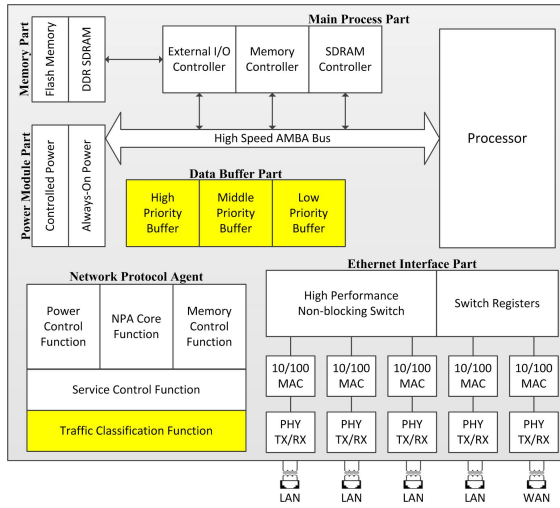 Main Process Part
Memory Part
Flash Memory
DDR SDRAM
External I/O
Controller
Memory
Controller
SDRAM
Controller
Processor
High Speed AMBA Bus
Power Module Part
Controlled Power
Always-On Power
Data Buffer Part
High
Priority
Buffer
Middle
Priority
Buffer
Low
Priority
Buffer
Network Protocol Agent
Power
Control
Function
NPA Core
Function
Memory
Control
Function
Service Control Function
Traffic Classification Function
Ethernet Interface Part
High Performance
Non-blocking Switch
Switch Registers
10/100
MAC
10/100
MAC
10/100
MAC
10/100
MAC
10/100
MAC
PHY
TX/RX
PHY
TX/RX
PHY
TX/RX
PHY
TX/RX
PHY
TX/RX
LAN
LAN
LAN
LAN
WAN